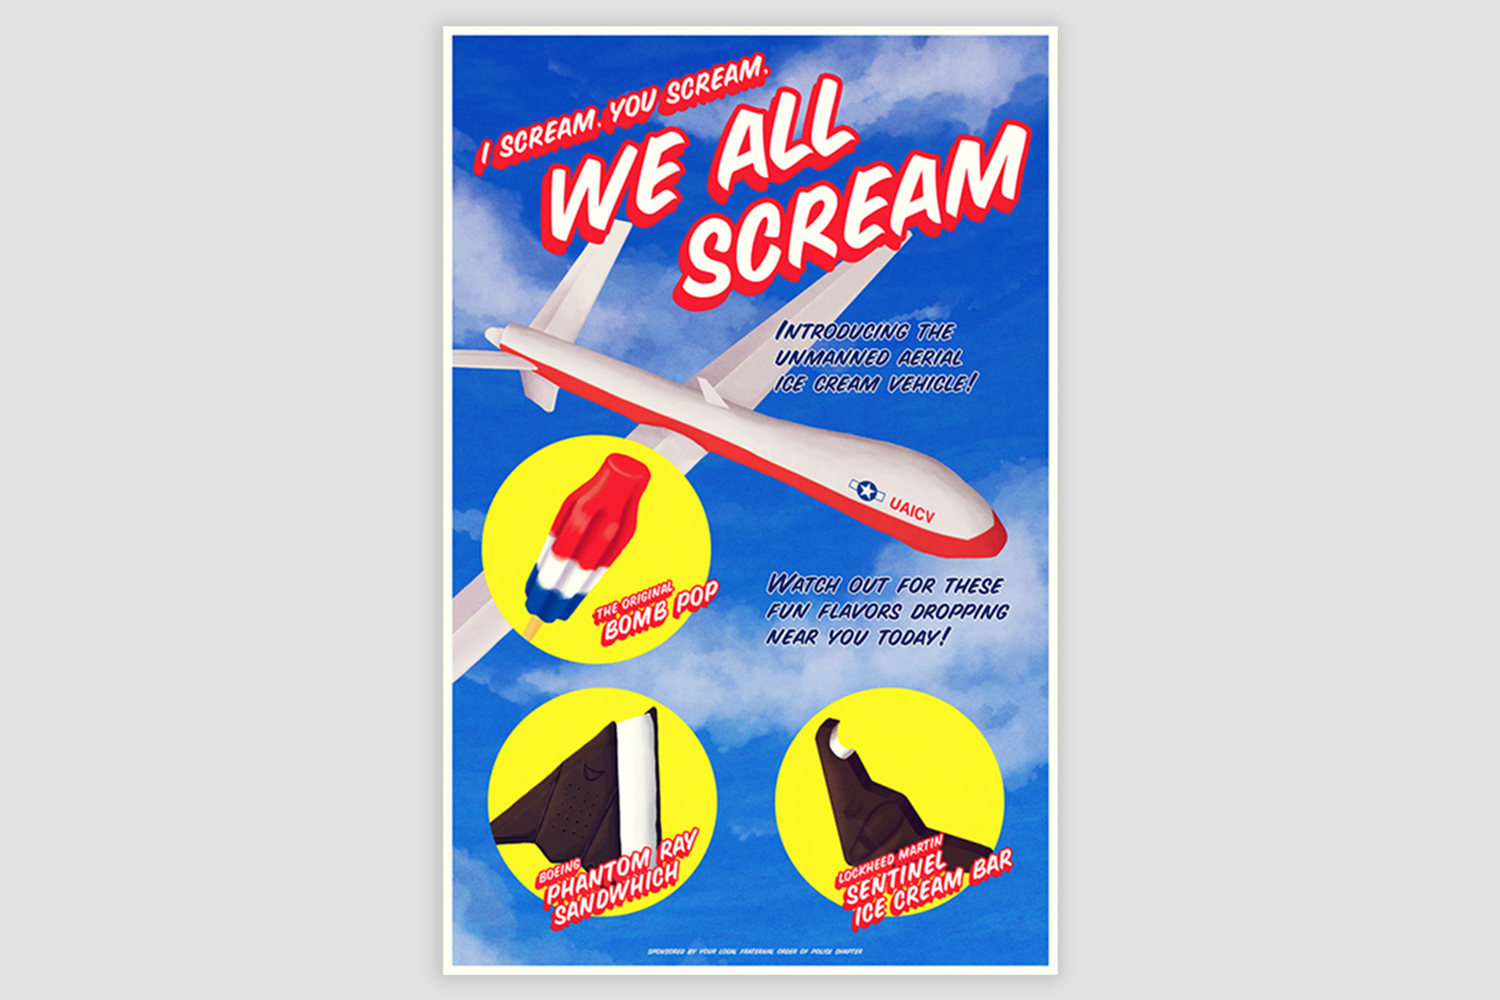 I SCREAM, YOU SCREAM,
WE ALL
SCREAM
INTRODUCING THE
UNMANNED AERIAL
ICE CREAM VEHICLE!
UAICV
THE ORIGINAL
BOMB POP
WATCH OUT FOR THESE
FUN FLAVORS DROPPING
NEAR YOU TODAY!
BOEING
PHANTOM RAY
SANDWHICH
LOCKHEED MARTIN
SENTINEL
ICE CREAM BAR
SPONSORED BY YOUR LOCAL FRATERNAL ORDER OF POLICE CHAPTER